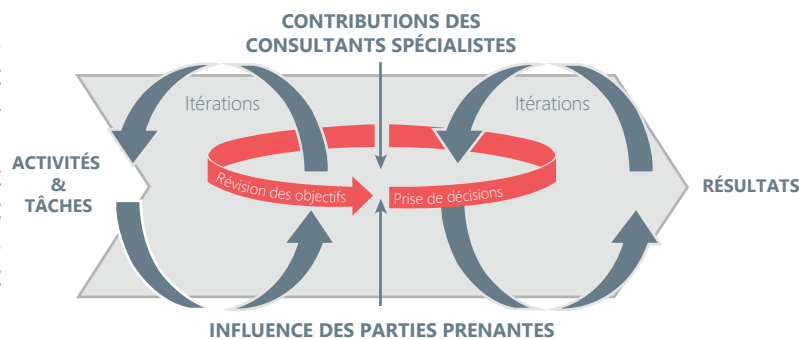 CONTRIBUTIONS DES
CONSULTANTS SPÉCIALISTES
Itérations
Itérations
ACTIVITÉS
&
TÂCHES
Révision des objectifs
Prise de décisions
RÉSULTATS
INFLUENCE DES PARTIES PRENANTES